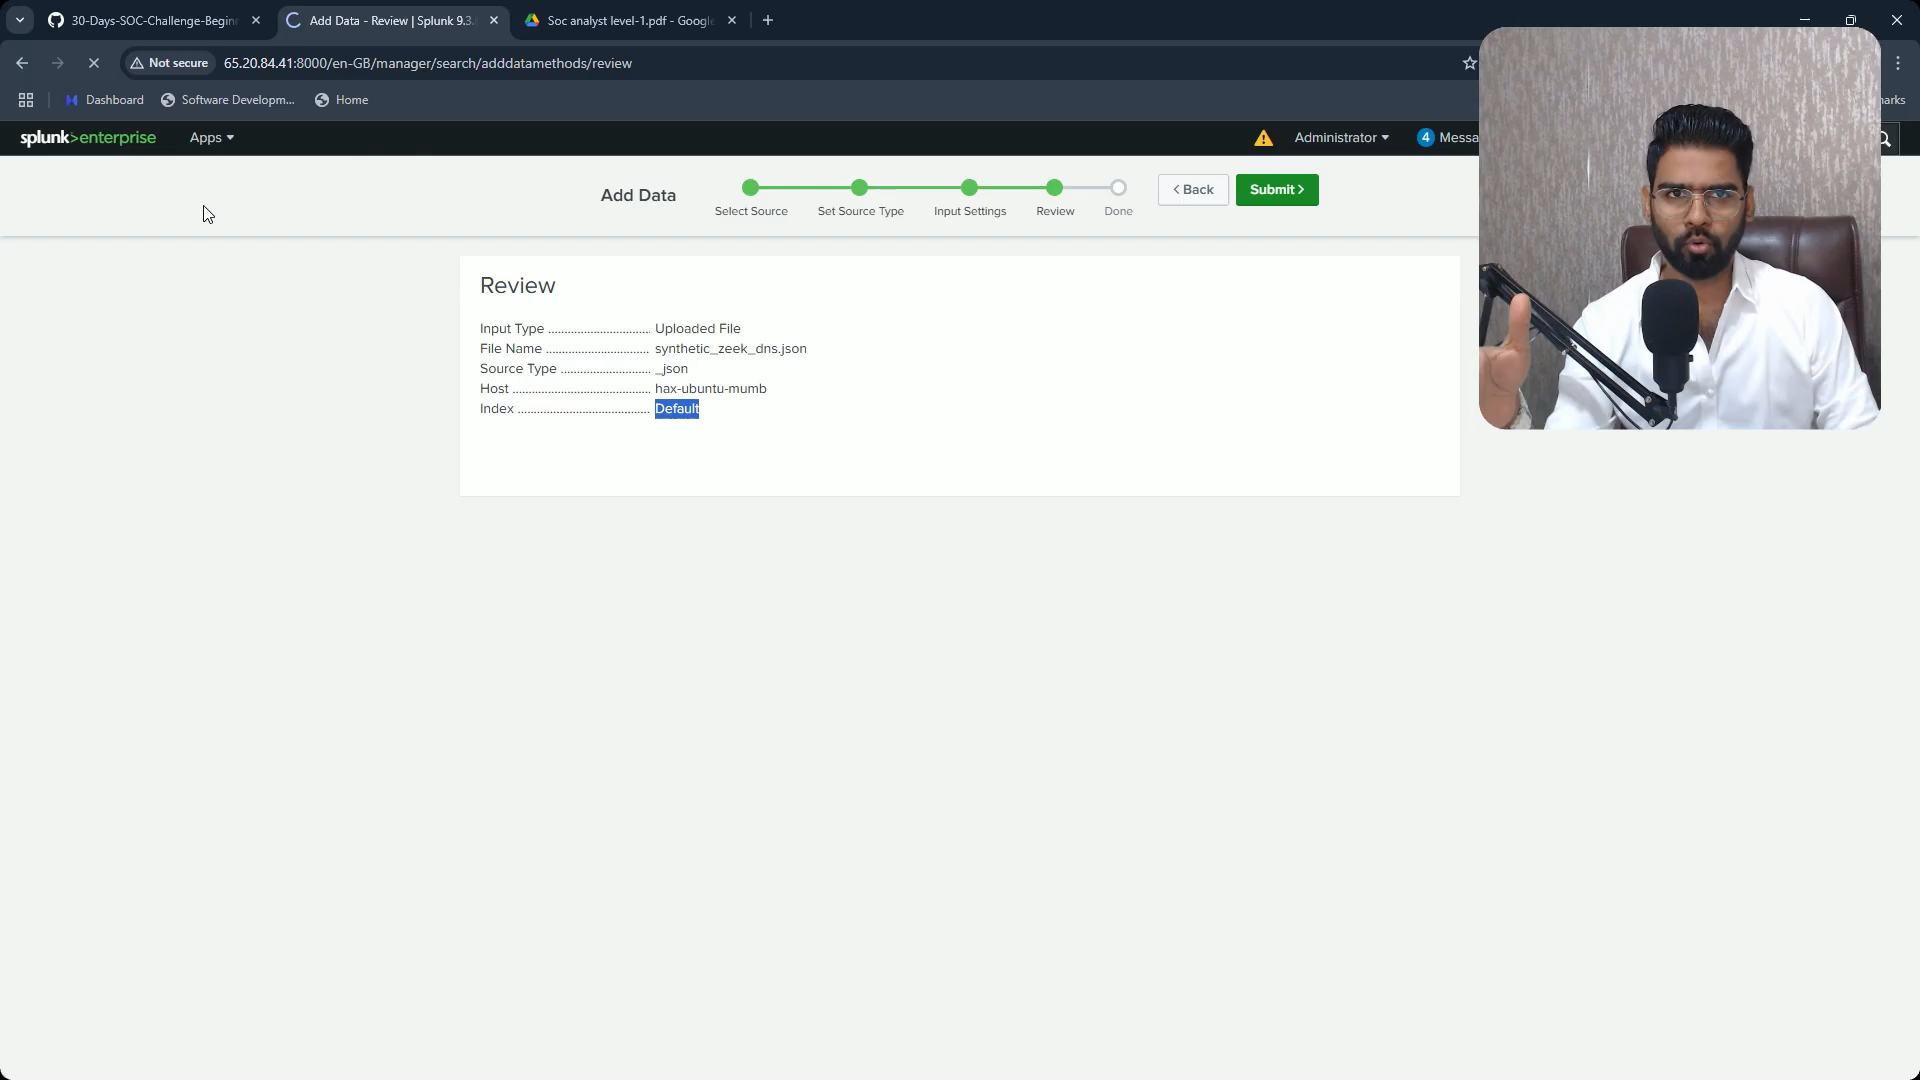 30-Days-SOC-Challenge-Beginn
Add Data - Review | Splunk 9.3.
Soc analyst level-1.pdf - Google
Not secure
65.20.84.41:8000/en-GB/manager/search/adddatamethods/review
Dashboard
Software Developm...
Home
arks
splunk>enterprise
Apps
Administrator
4 Messa
Add Data
Select Source
Set Source Type
Input Settings
Review
Done
< Back
Submit >
Review
Input Type ................................. Uploaded File
File Name ................................. synthetic_zeek_dns.json
Source Type ............................. _json
Host ........................................... hax-ubuntu-mumb
Index .......................................... Default